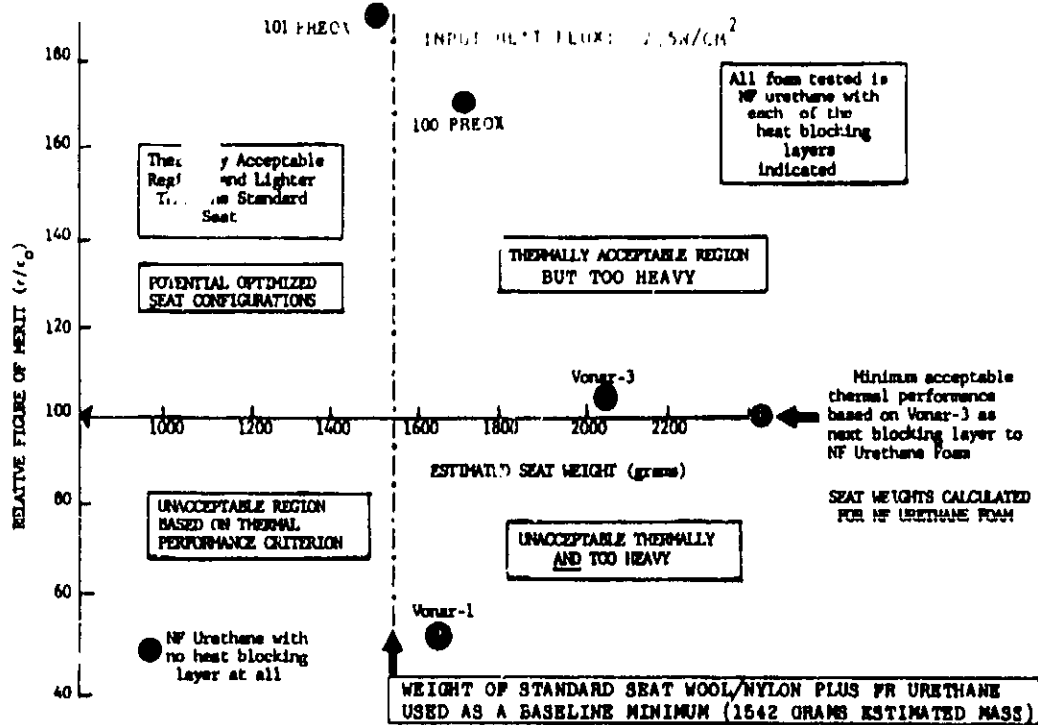 101 PREOX
INPUT HEAT FLUX: 7.5W/CM2
180
All foam tested is
NF urethane with
each of the
heat blocking
layers
indicated
100 PREOX
160
Acceptable
and Lighter
Standard
Seat
140
THERMALLY ACCEPTABLE REGION
BUT TOO HEAVY
POTENTIAL OPTIMIZED
SEAT CONFIGURATIONS
120
RELATIVE FIGURE OF MERIT
Vonar-3
Minimum acceptable
thermal performance
based on Vonar-3 as
next blocking layer to
NF Urethane Foam
100
1000 1200 1400 1600 1800 2000 2200
ESTIMATED SEAT WEIGHT (grams)
SEAT WEIGHTS CALCULATED
FOR NF URETHANE FOAM
80
UNACCEPTABLE REGION
BASED ON THERMAL
PERFORMANCE CRITERION
UNACCEPTABLE THERMALLY
AND TOO HEAVY
60
Vonar-1
NF Urethane with
no heat blocking
layer at all
40
WEIGHT OF STANDARD SEAT WOOL/NYLON PLUS FR URETHANE
USED AS A BASELINE MINIMUM (1542 GRAMS ESTIMATED MASS)